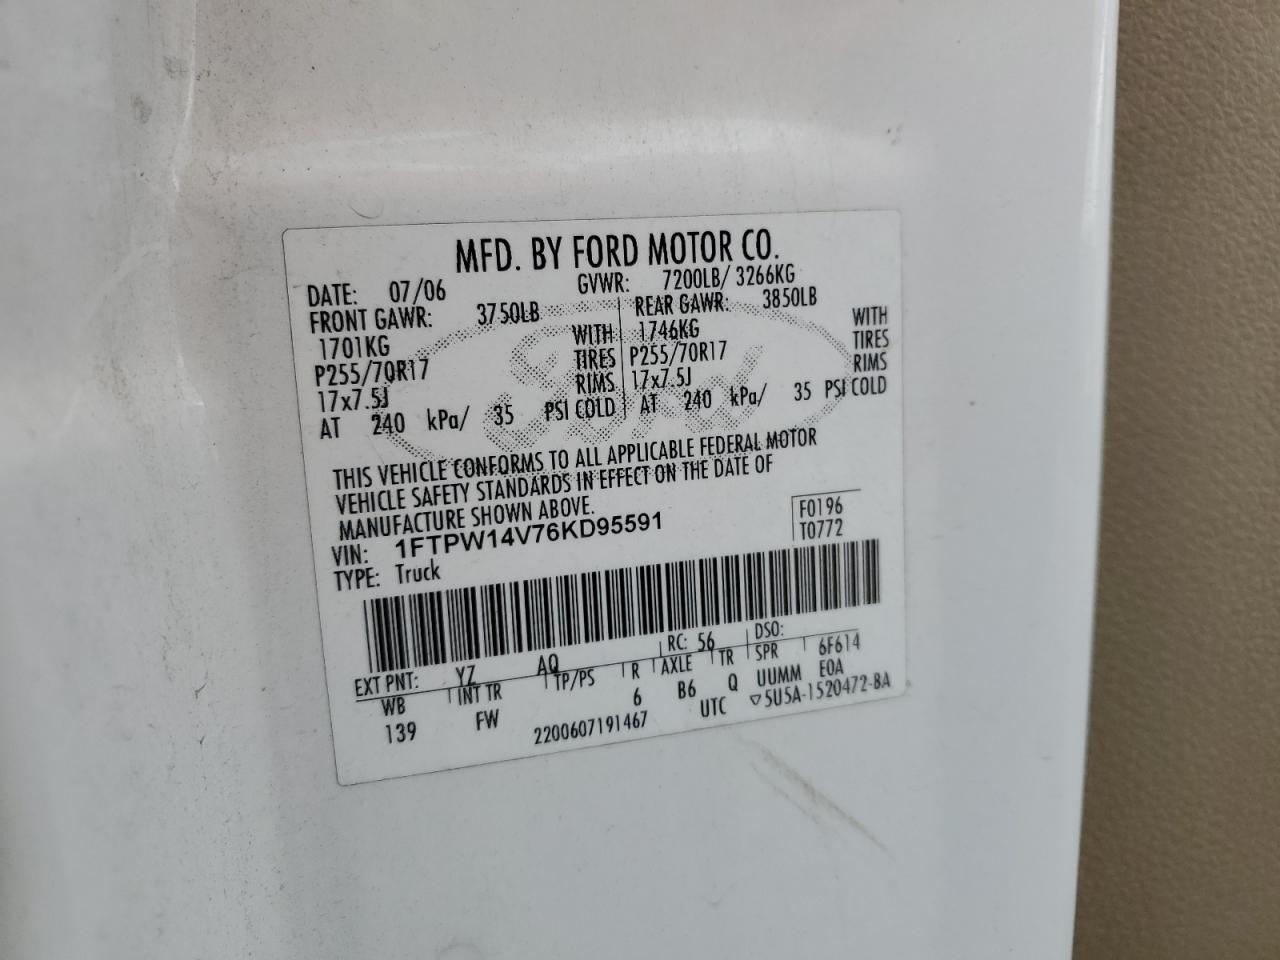 MFD. BY FORD MOTOR CO.
DATE: 07/06 GVWR: 7200LB/ 3266KG
FRONT GAWR: 3750LB REAR GAWR: 3850LB
1701KG WITH 1746KG WITH
P255/70R17 TIRES P255/70R17 TIRES
17x7.5J RIMS 17x7.5J RIMS
AT 240 kPa/ 35 PSI COLD AT 240 kPa/ 35 PSI COLD
Ford
THIS VEHICLE CONFORMS TO ALL APPLICABLE FEDERAL MOTOR
VEHICLE SAFETY STANDARDS IN EFFECT ON THE DATE OF
MANUFACTURE SHOWN ABOVE.
VIN: 1FTPW14V76KD95591 F0196
TYPE: Truck T0772
EXT PNT: YZ AQ RC: 56 DSO:
WB INT TR TP/PS R AXLE TR SPR 6F614
139 FW 6 B6 Q UUMM E0A
2200607191467 UTC ▽5U5A-1520472-BA